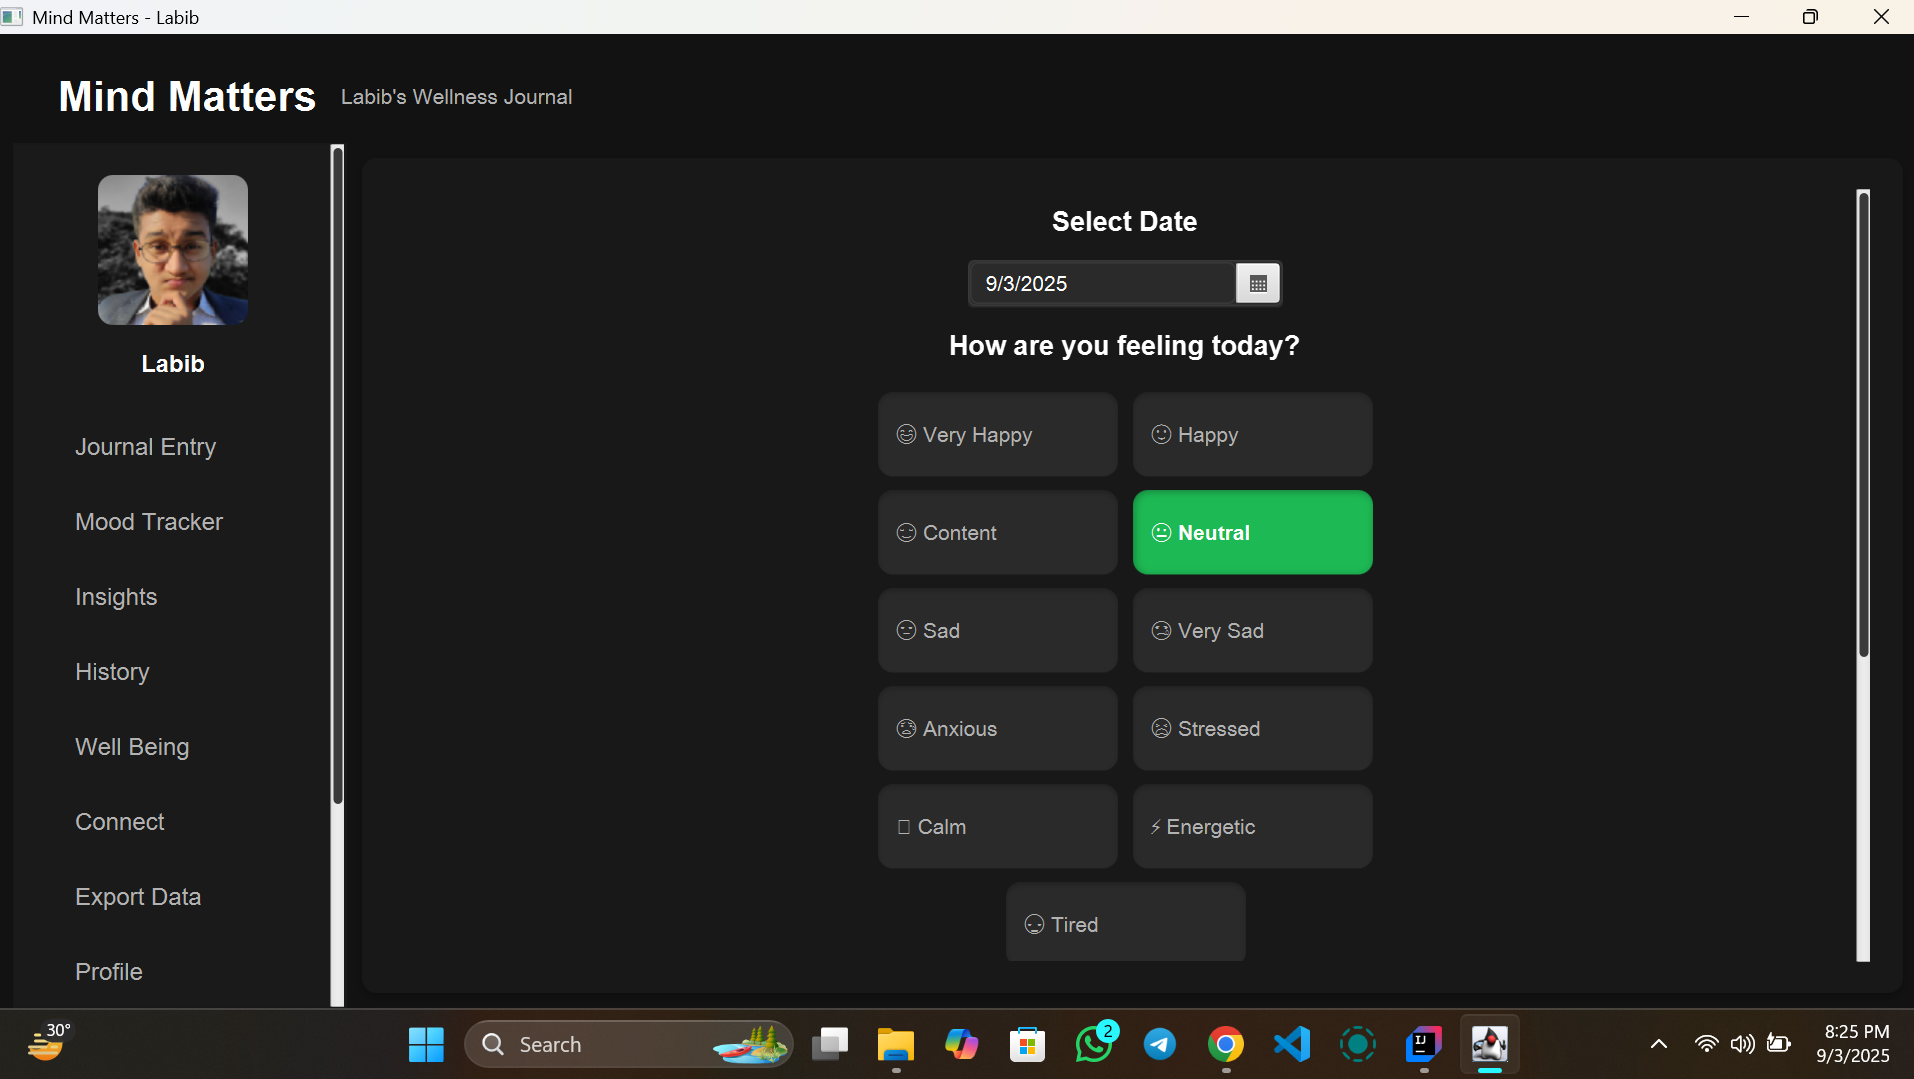 Mind Matters - Labib
Mind Matters
Labib's Wellness Journal
Labib
Journal Entry
Mood Tracker
Insights
History
Well Being
Connect
Export Data
Profile
Select Date
9/3/2025
How are you feeling today?
Very Happy
Happy
Content
Neutral
Sad
Very Sad
Anxious
Stressed
Calm
Energetic
Tired
30°
Search
2
IJ
8:25 PM
9/3/2025